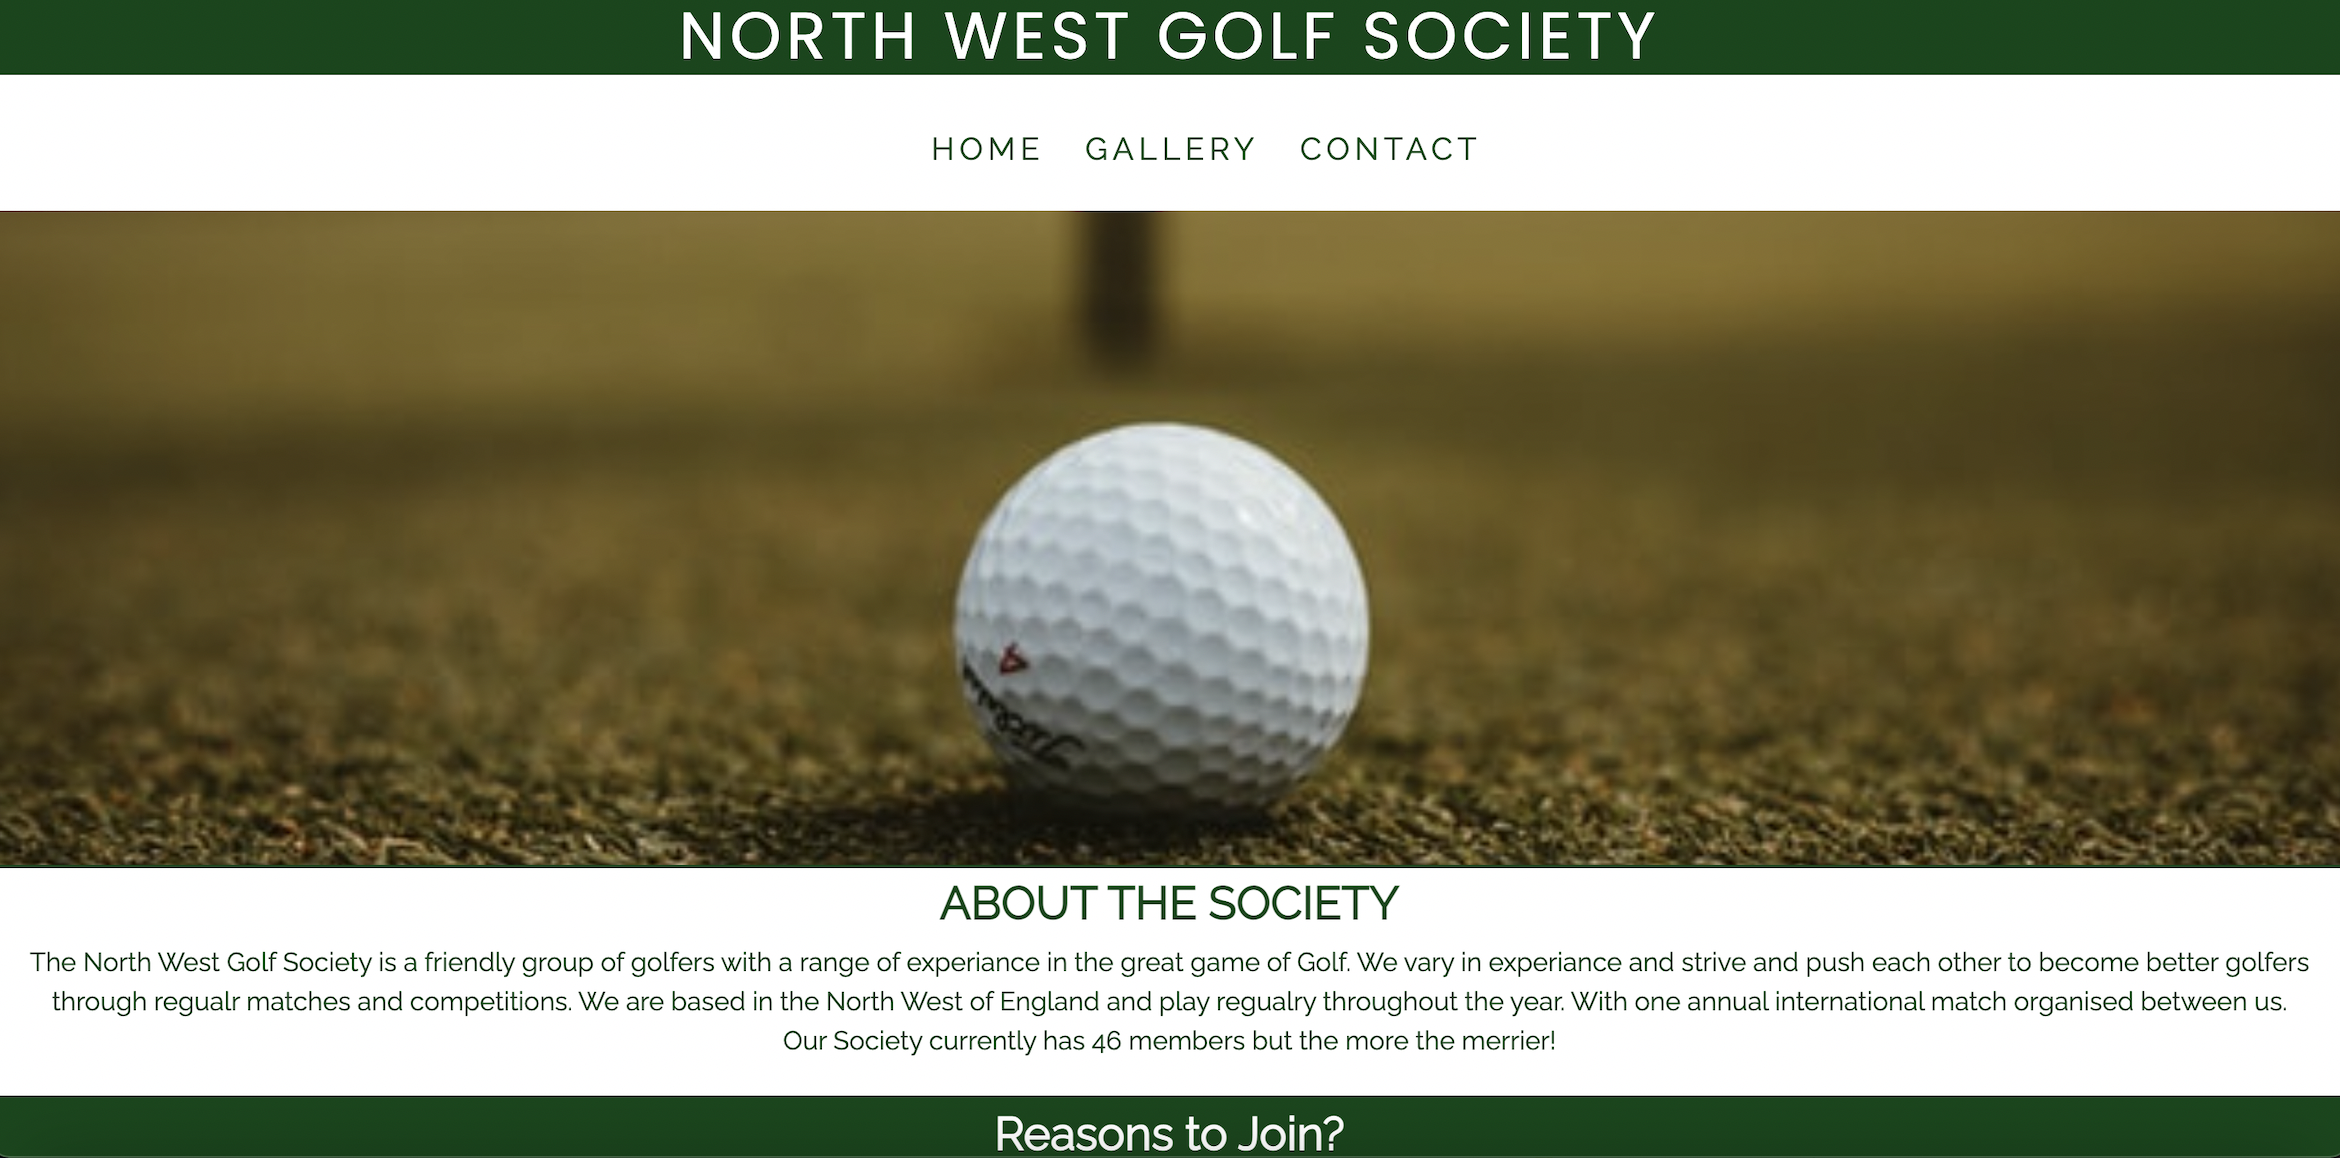 NORTH WEST GOLF SOCIETY
HOME GALLERY CONTACT
ABOUT THE SOCIETY
The North West Golf Society is a friendly group of golfers with a range of experiance in the great game of Golf. We vary in experiance and strive and push each other to become better golfers
through regualr matches and competitions. We are based in the North West of England and play regualry throughout the year. With one annual international match organised between us.
Our Society currently has 46 members but the more the merrier!
Reasons to Join?